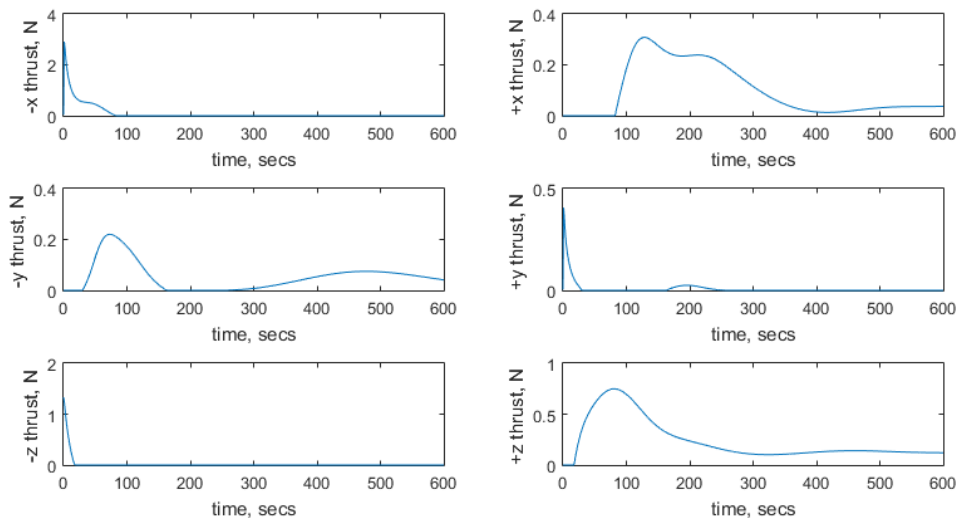 -x thrust, N
4
2
0
0 100 200 300 400 500 600
time, secs
+x thrust, N
0.4
0.2
0
0 100 200 300 400 500 600
time, secs
-y thrust, N
0.4
0.2
0
0 100 200 300 400 500 600
time, secs
+y thrust, N
0.5
0
0 100 200 300 400 500 600
time, secs
-z thrust, N
2
1
0
0 100 200 300 400 500 600
time, secs
+z thrust, N
1
0.5
0
0 100 200 300 400 500 600
time, secs